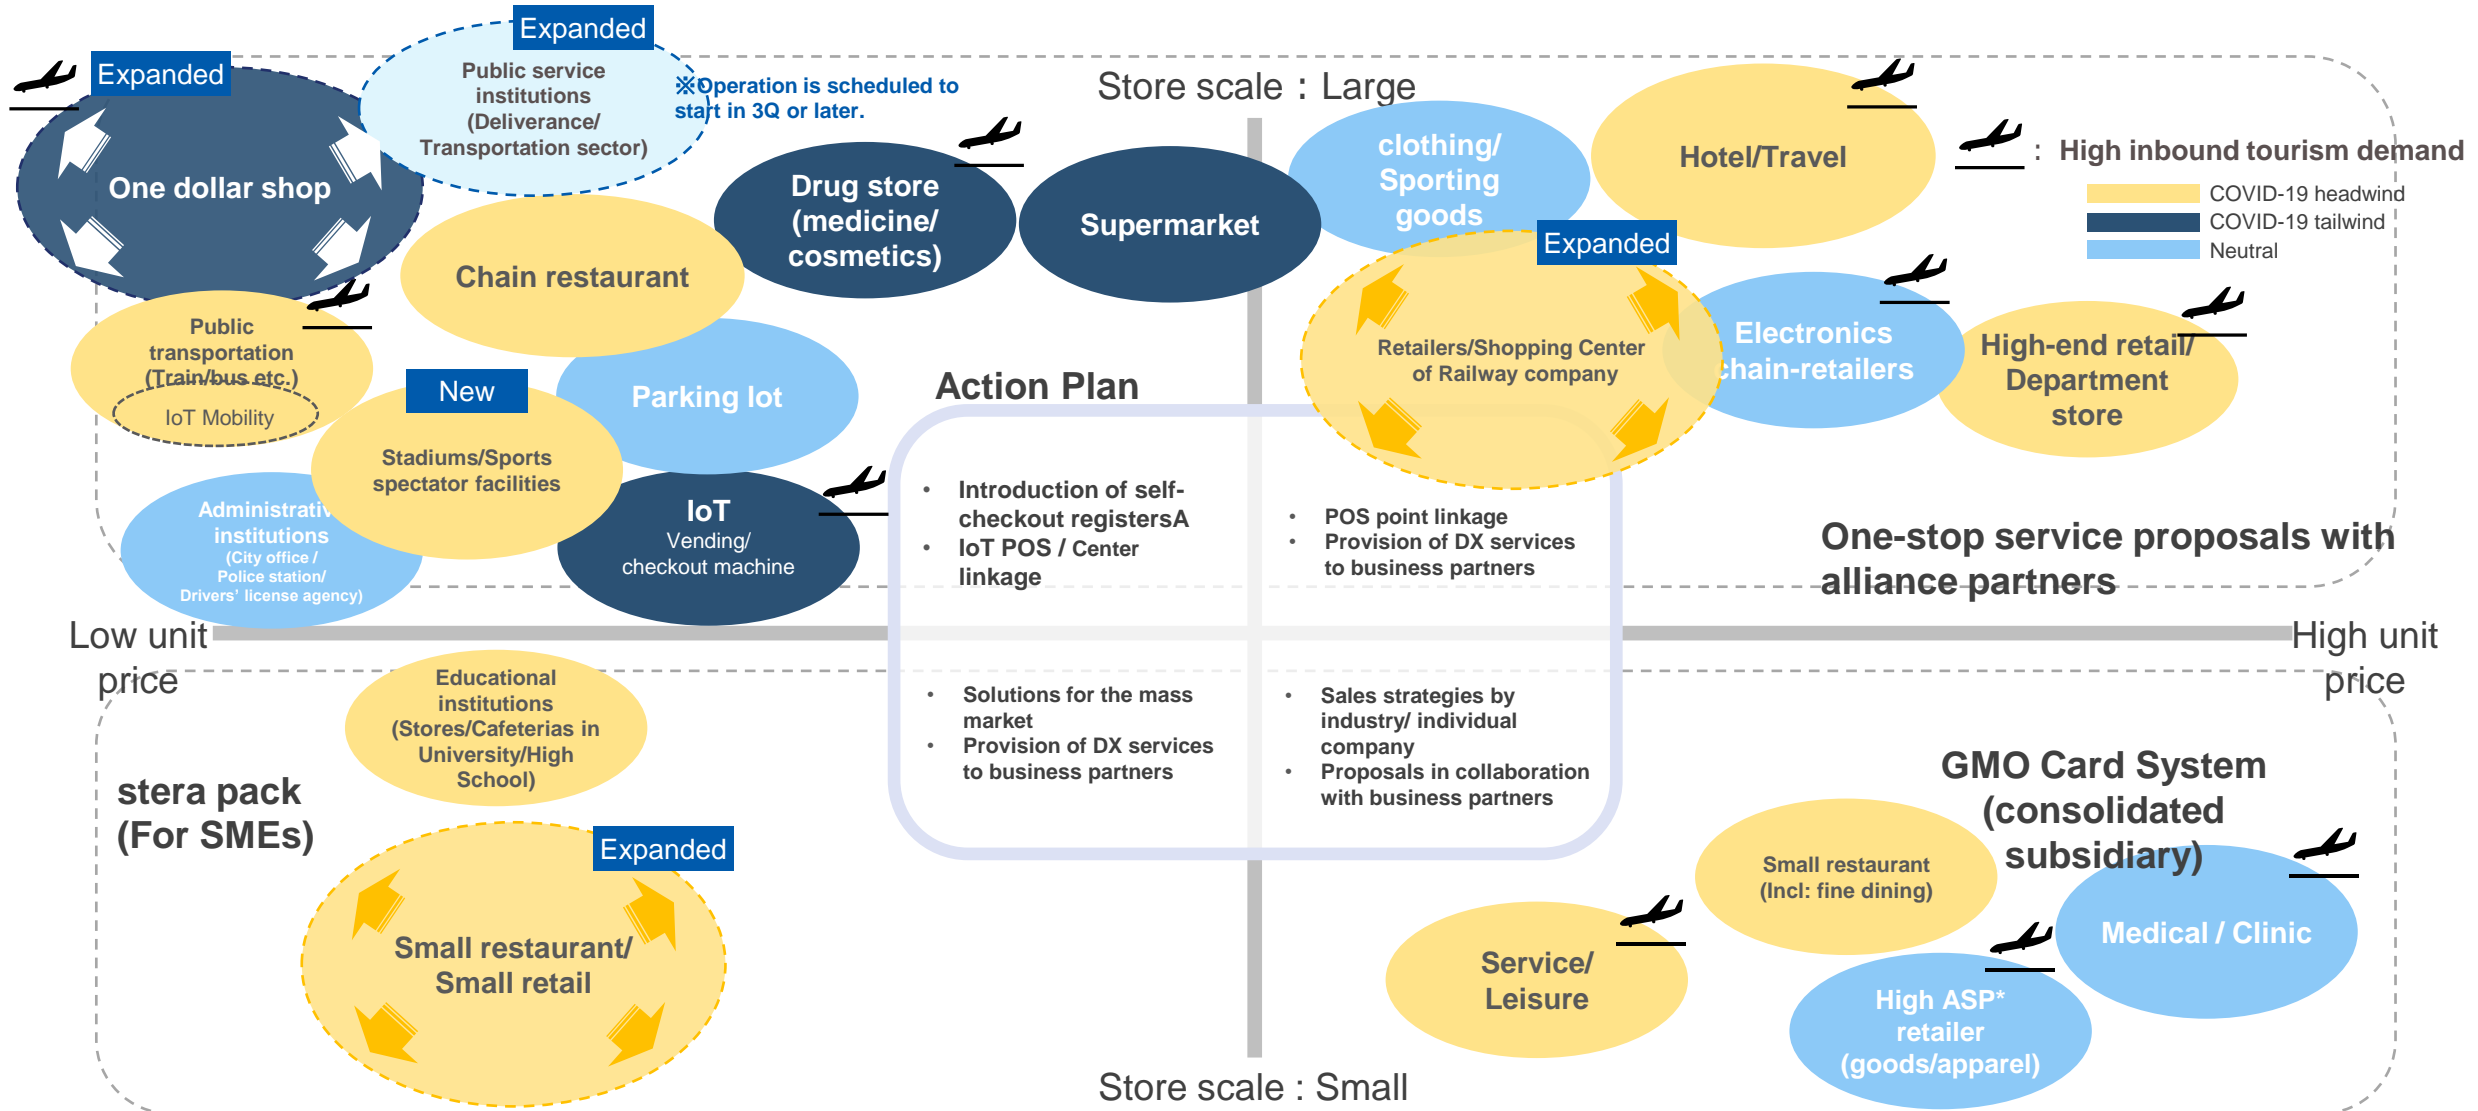 Expanded
One dollar shop
Expanded
Public service
institutions
(Deliverance/
Transportation sector)
※Operation is scheduled to
start in 3Q or later.
Store scale：Large
Drug store
(medicine/
cosmetics)
Supermarket
clothing/
Sporting
goods
Hotel/Travel
: High inbound tourism demand
COVID-19 headwind
COVID-19 tailwind
Neutral
Chain restaurant
Expanded
Retailers/Shopping Center
of Railway company
Electronics
chain-retailers
High-end retail/
Department
store
Public
transportation
(Train/bus etc.)
IoT Mobility
New
Stadiums/Sports
spectator facilities
Parking lot
Administrativ
institutions
(City office /
Police station/
Drivers' license agency)
IoT
Vending/
checkout machine
Action Plan
• Introduction of self-
checkout registersA
• IoT POS / Center
linkage
• POS point linkage
• Provision of DX services
to business partners
One-stop service proposals with
alliance partners
Low unit
price
High unit
price
• Solutions for the mass
market
• Provision of DX services
to business partners
• Sales strategies by
industry/ individual
company
• Proposals in collaboration
with business partners
Educational
institutions
(Stores/Cafeterias in
University/High
School)
stera pack
(For SMEs)
Expanded
Small restaurant/
Small retail
GMO Card System
(consolidated
subsidiary)
Small restaurant
(Incl: fine dining)
Medical / Clinic
Service/
Leisure
High ASP*
retailer
(goods/apparel)
Store scale : Small